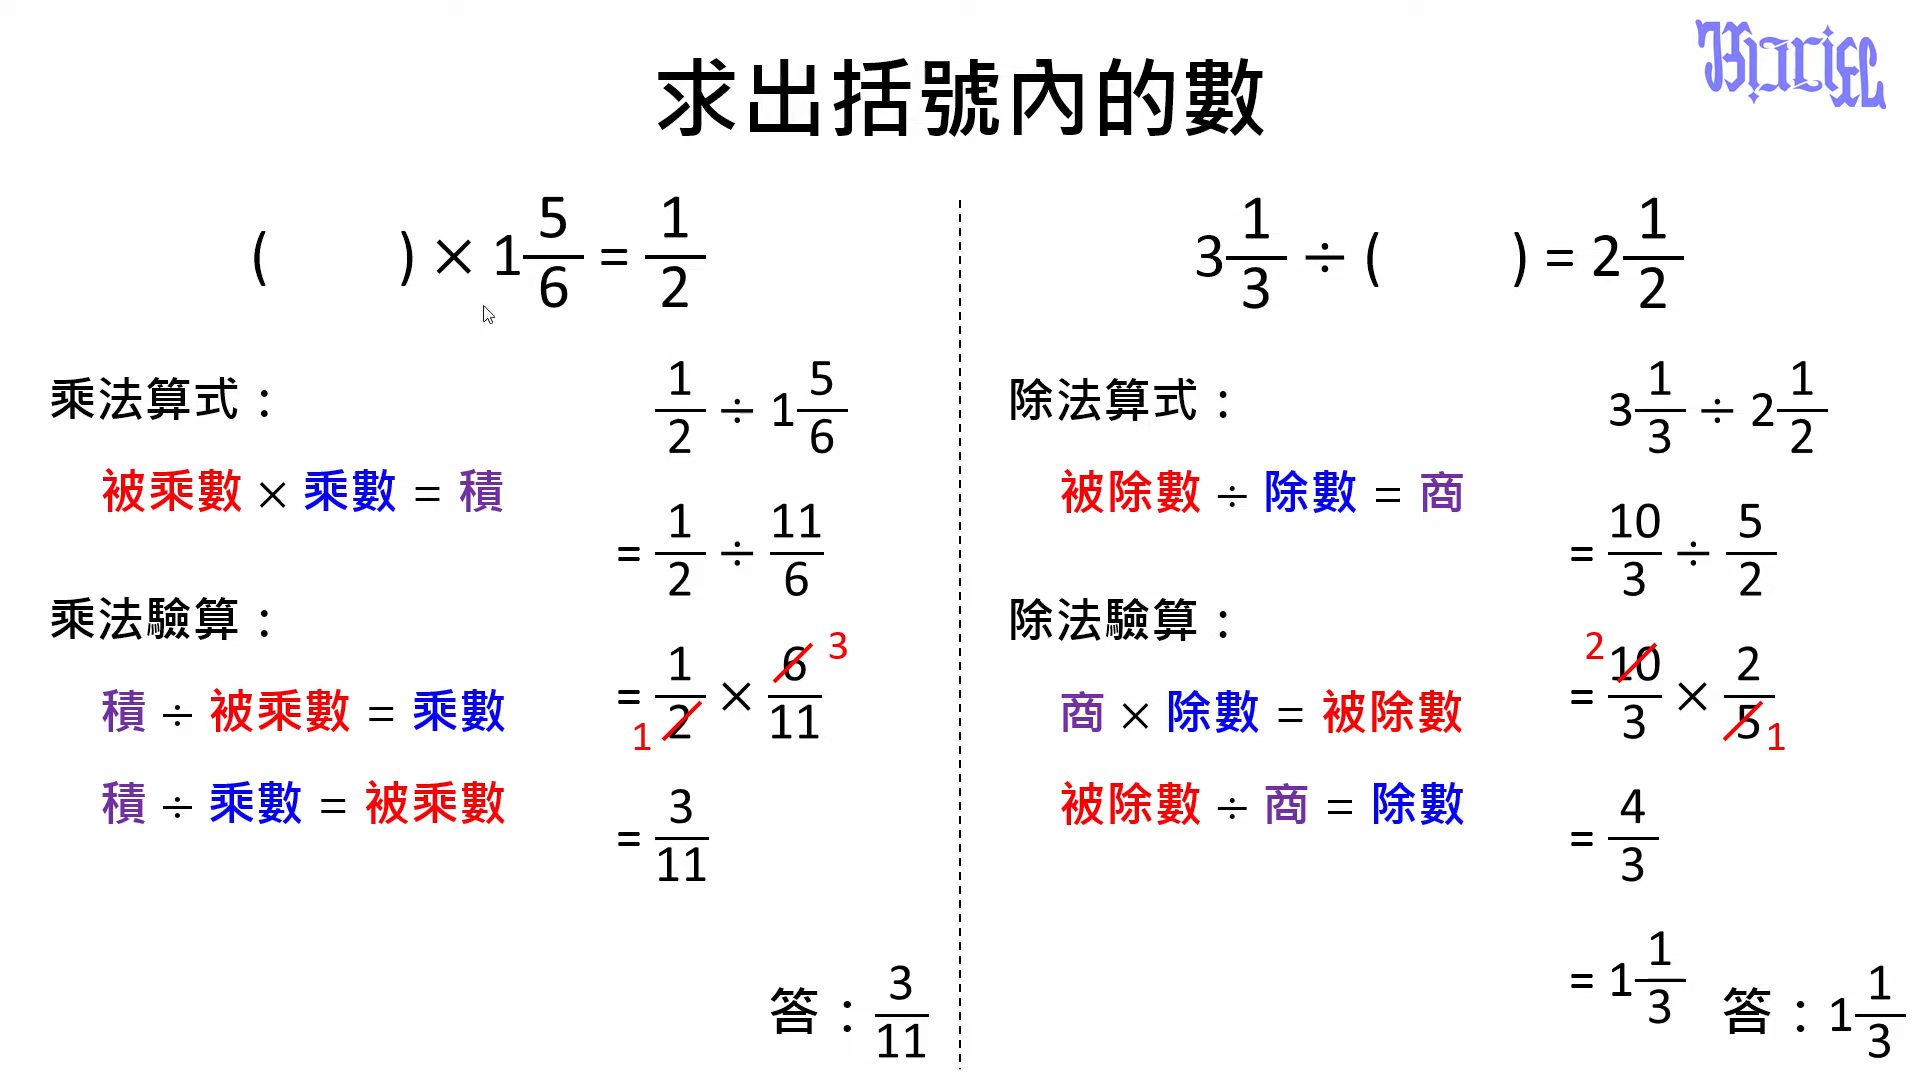 求出括號內的數
( ) × 1 5/6 = 1/2
乘法算式：
被乘數 × 乘數 = 積
乘法驗算：
積 ÷ 被乘數 = 乘數
積 ÷ 乘數 = 被乘數
1/2 ÷ 1 5/6
= 1/2 ÷ 11/6
= 1/2 × 6/11
3
1
= 3/11
答：3/11
3 1/3 ÷ ( ) = 2 1/2
除法算式：
被除數 ÷ 除數 = 商
除法驗算：
商 × 除數 = 被除數
被除數 ÷ 商 = 除數
3 1/3 ÷ 2 1/2
= 10/3 ÷ 5/2
2
= 10/3 × 2/5
1
= 4/3
= 1 1/3
答：1 1/3